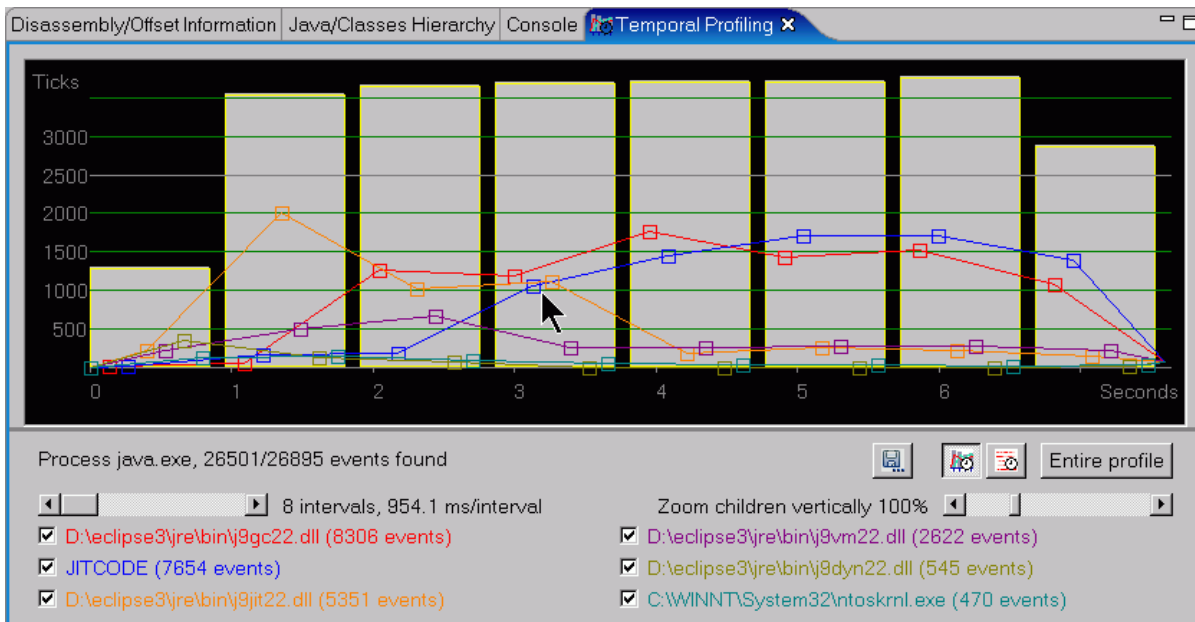 Disassembly/Offset Information Java/Classes Hierarchy Console Temporal Profiling
Ticks
3000
2500
2000
1500
1000
500
0 1 2 3 4 5 6 Seconds
Process java.exe, 26501/26895 events found Entire profile
8 intervals, 954.1 ms/interval Zoom children vertically 100%
D:\eclipse3\jre\bin\j9gc22.dll (8306 events) D:\eclipse3\jre\bin\j9vm22.dll (2622 events)
JITCODE (7654 events) D:\eclipse3\jre\bin\j9dyn22.dll (545 events)
D:\eclipse3\jre\bin\j9jit22.dll (5351 events) C:\WINNT\System32\ntoskrnl.exe (470 events)